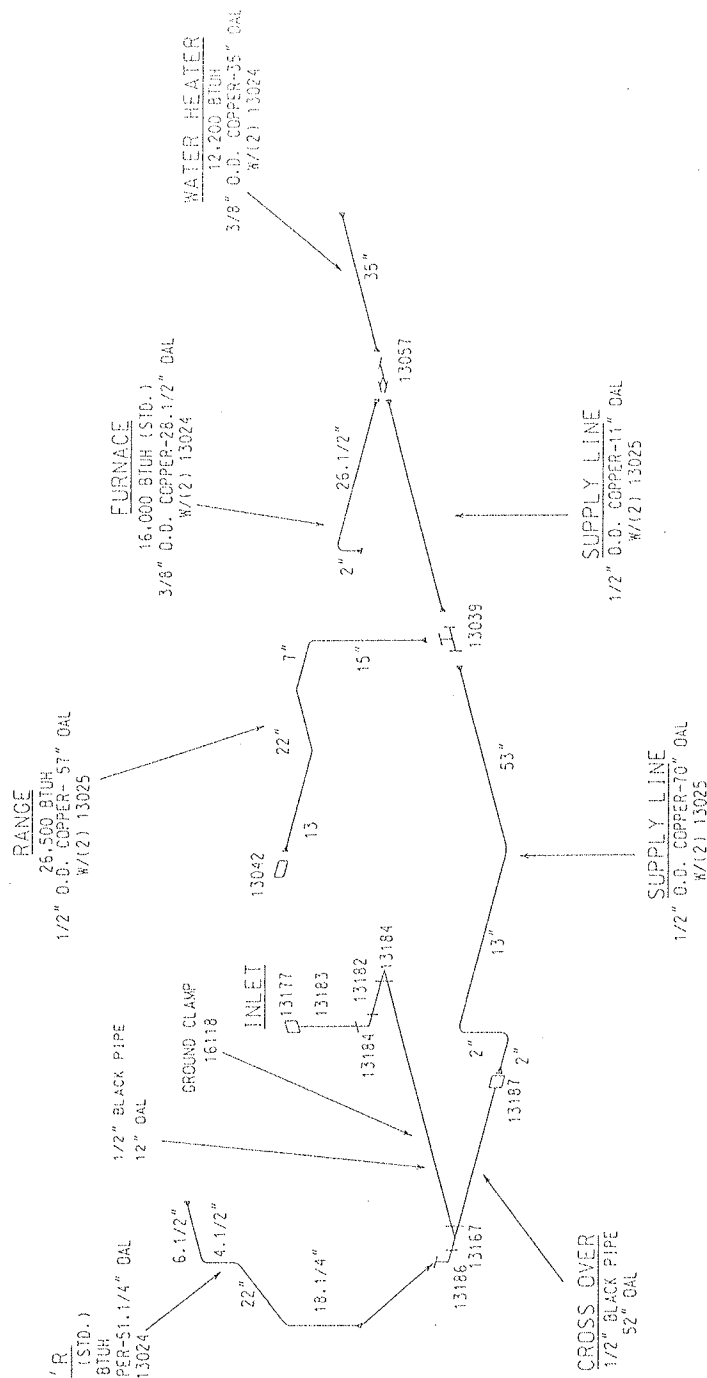 'R
(STD.)
BTUH
PER-51.1/4" OAL
13024
6.1/2"
4.1/2"
22"
18.1/4"
1/2" BLACK PIPE
12" OAL
GROUND CLAMP
16118
INLET
13177
13183
13182
13184
13184
13186
13167
CROSS OVER
1/2" BLACK PIPE
52" OAL
13187
2"
2"
13"
53"
RANGE
26,500 BTUH
1/2" O.D. COPPER- 57" OAL
W/(2) 13025
13042
13
22"
7"
15"
13039
SUPPLY LINE
1/2" O.D. COPPER-70" OAL
W/(2) 13025
FURNACE
16,000 BTUH (STD.)
3/8" O.D. COPPER-28.1/2" OAL
W/(2) 13024
2"
26.1/2"
SUPPLY LINE
1/2" O.D. COPPER-11" OAL
W/(2) 13025
13057
WATER HEATER
12,200 BTUH
3/8" O.D. COPPER-35" OAL
W/(2) 13024
35"